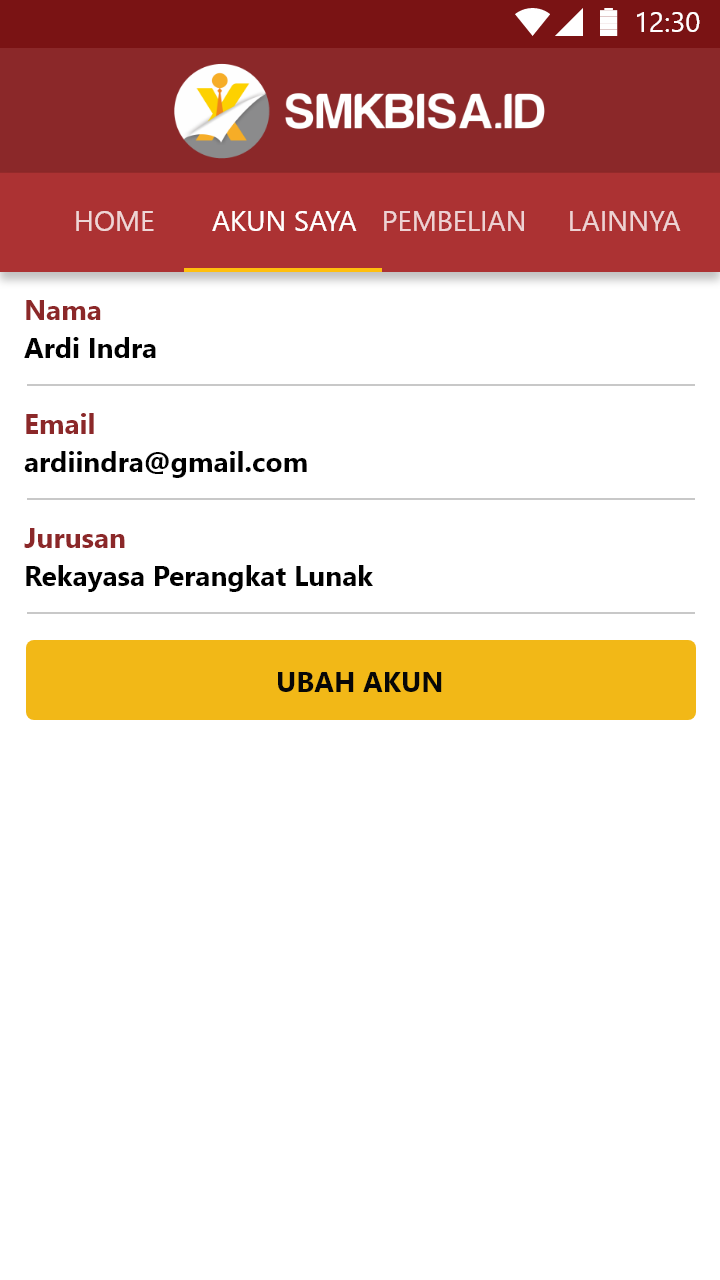 12:30
SMKBISA.ID
HOME AKUN SAYA PEMBELIAN LAINNYA
Nama
Ardi Indra
Email
ardiindra@gmail.com
Jurusan
Rekayasa Perangkat Lunak
UBAH AKUN